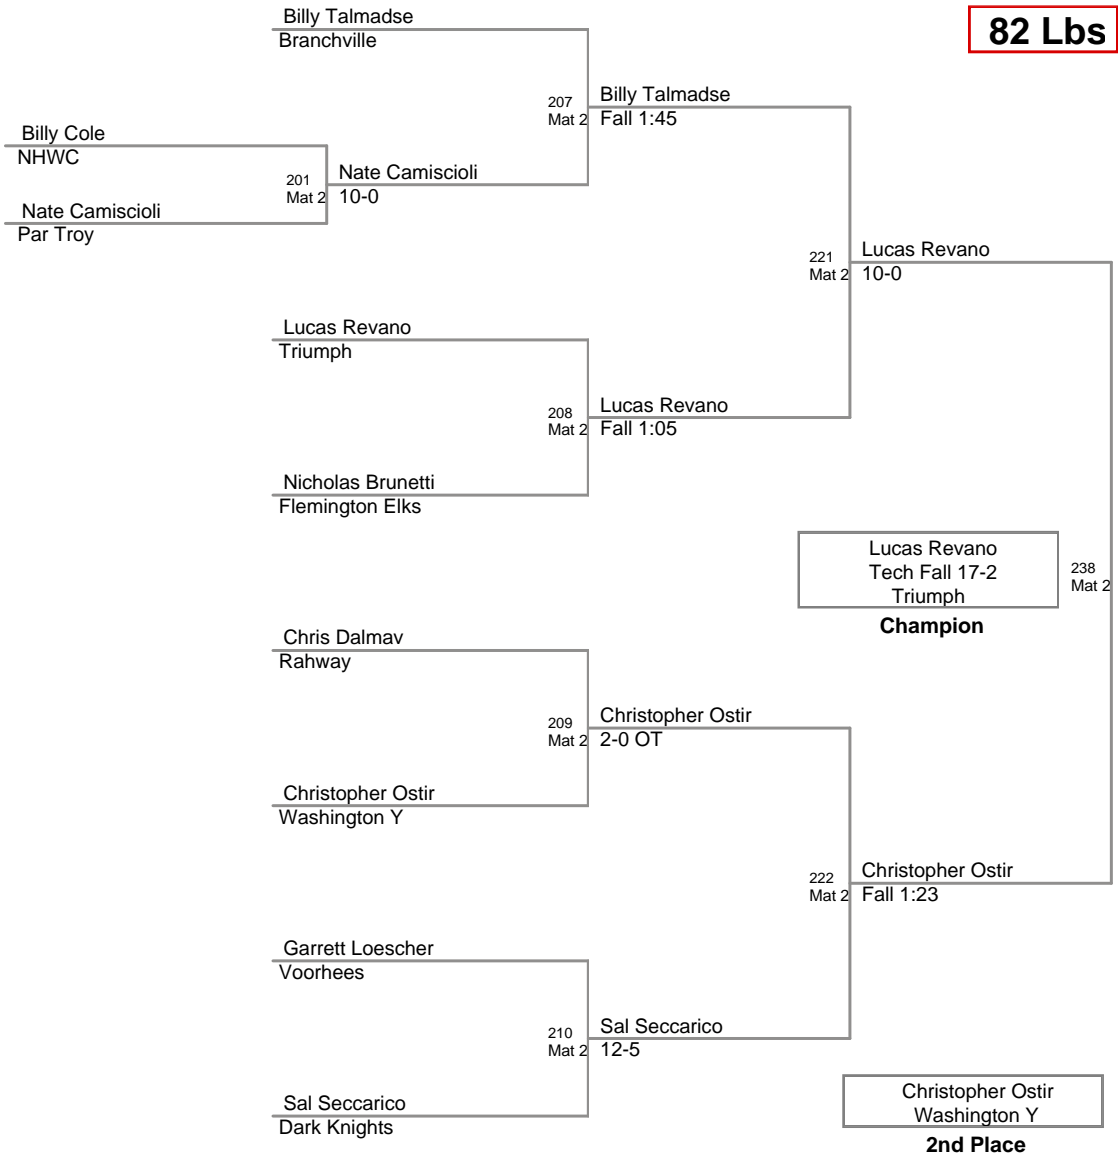 82 Lbs
Billy Talmadse
Branchville
207
Mat 2
Billy Talmadse
Fall 1:45
Billy Cole
NHWC
201
Mat 2
Nate Camiscioli
10-0
Nate Camiscioli
Par Troy
221
Mat 2
Lucas Revano
10-0
Lucas Revano
Triumph
208
Mat 2
Lucas Revano
Fall 1:05
Nicholas Brunetti
Flemington Elks
Lucas Revano
Tech Fall 17-2
Triumph
Champion
238
Mat 2
Chris Dalmav
Rahway
209
Mat 2
Christopher Ostir
2-0 OT
Christopher Ostir
Washington Y
222
Mat 2
Christopher Ostir
Fall 1:23
Garrett Loescher
Voorhees
210
Mat 2
Sal Seccarico
12-5
Sal Seccarico
Dark Knights
Christopher Ostir
Washington Y
2nd Place